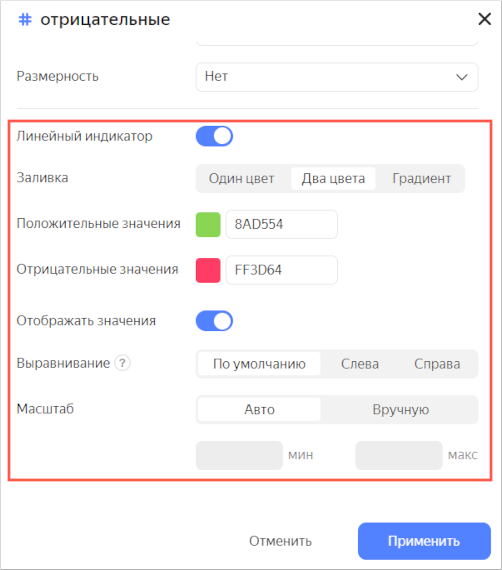 # отрицательные
Размерность Нет
Линейный индикатор
Заливка Один цвет Два цвета Градиент
Положительные значения 8AD554
Отрицательные значения FF3D64
Отображать значения
Выравнивание ? По умолчанию Слева Справа
Масштаб Авто Вручную
мин макс
Отменить Применить